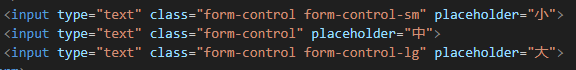 <input type="text" class="form-control form-control-sm" placeholder="小">
<input type="text" class="form-control" placeholder="中">
<input type="text" class="form-control form-control-lg" placeholder="大">